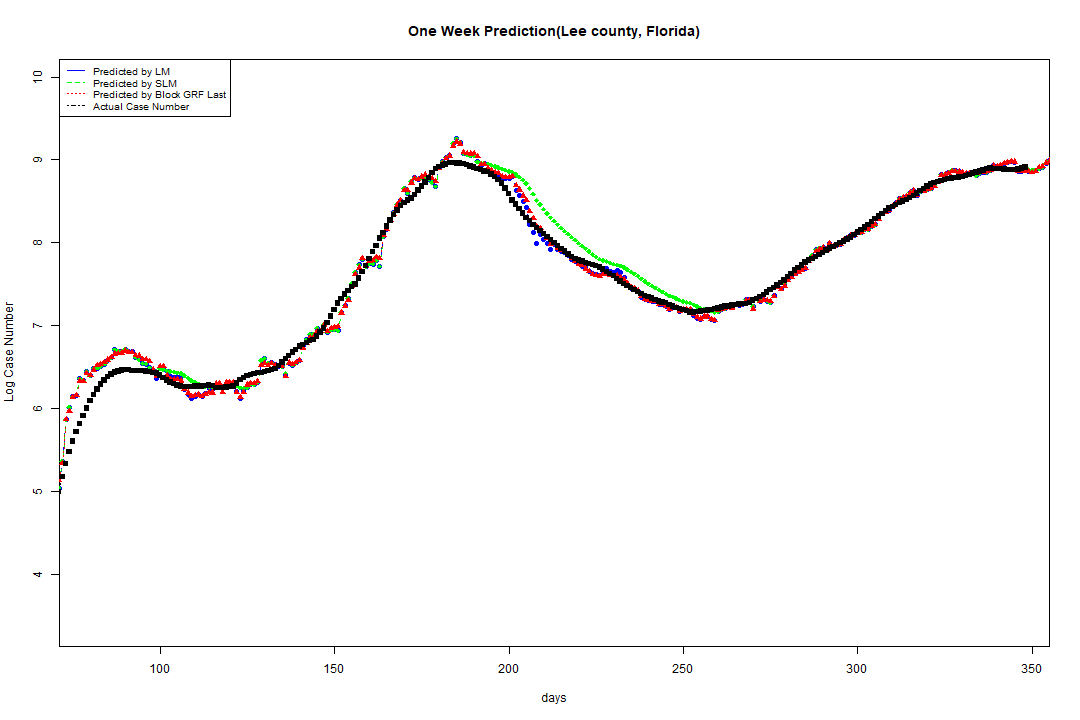 One Week Prediction(Lee county, Florida)
Predicted by LM
Predicted by SLM
Predicted by Block GRF Last
Actual Case Number
10
9
8
7
6
5
4
Log Case Number
100 150 200 250 300 350
days